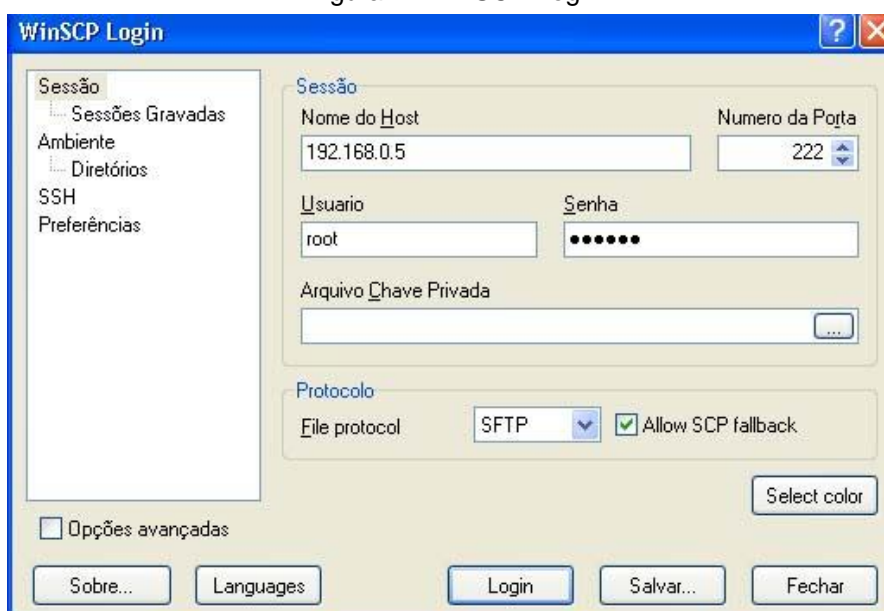 WinSCP Login
Sessão
Sessões Gravadas
Ambiente
Diretórios
SSH
Preferências
Opções avançadas
Sessão
Nome do Host
Numero da Porta
192.168.0.5
222
Usuario
Senha
root
••••••
Arquivo Chave Privada
...
Protocolo
File protocol
SFTP
Allow SCP fallback
Select color
Sobre...
Languages
Login
Salvar...
Fechar